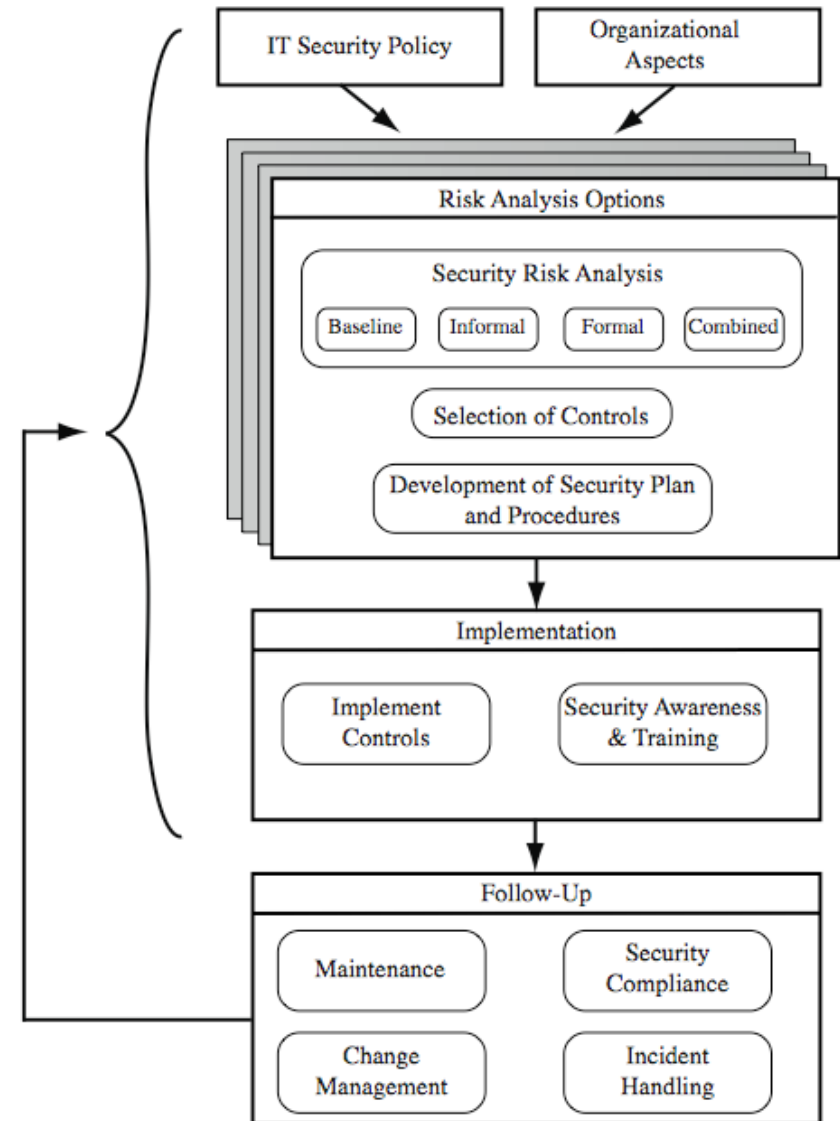 IT Security Policy
Organizational
Aspects
Risk Analysis Options
Security Risk Analysis
Baseline
Informal
Formal
Combined
Selection of Controls
Development of Security Plan
and Procedures
Implementation
Implement
Controls
Security Awareness
& Training
Follow-Up
Maintenance
Security
Compliance
Change
Management
Incident
Handling